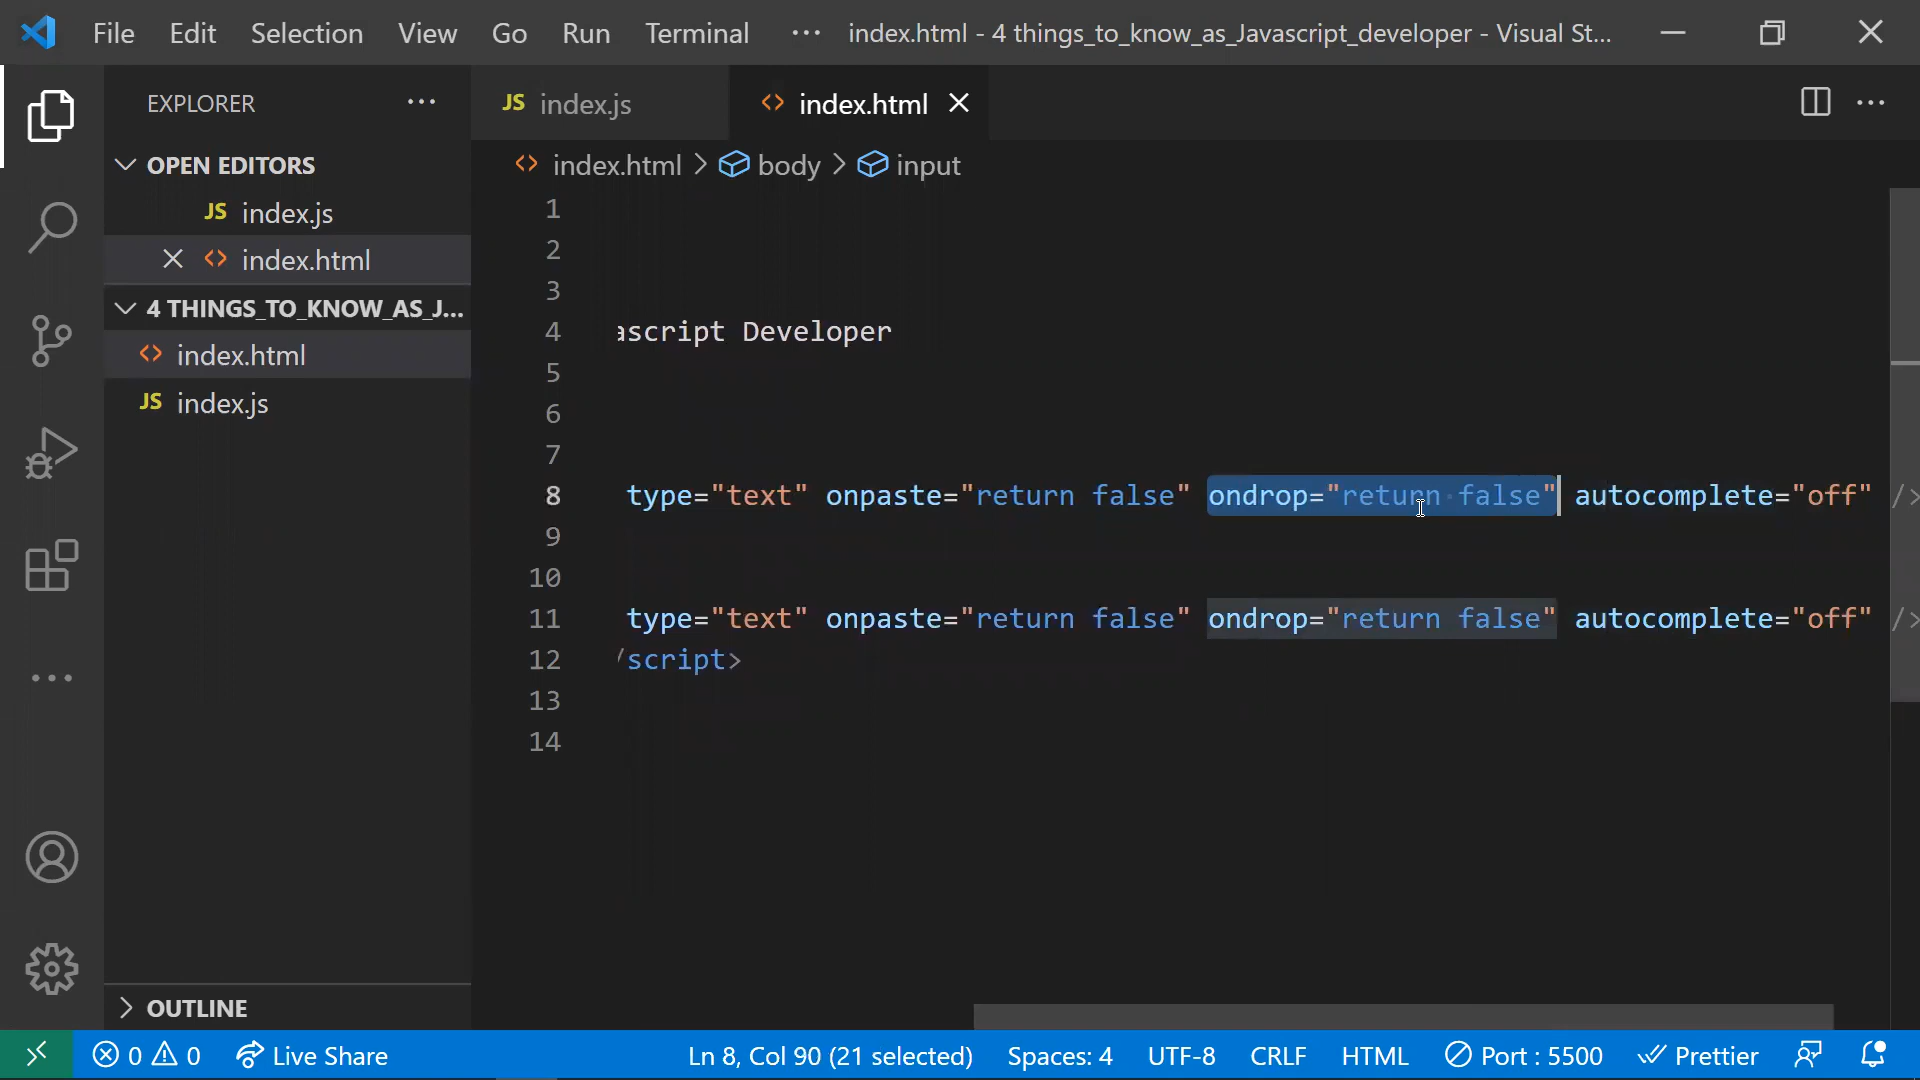 File Edit Selection View Go Run Terminal ··· index.html - 4 things_to_know_as_Javascript_developer - Visual St...
EXPLORER ···
JS index.js
index.html
index.html > body > input
OPEN EDITORS
JS index.js
index.html
4 THINGS_TO_KNOW_AS_J...
index.html
JS index.js
1
2
3
4 ascript Developer
5
6
7
8 type="text" onpaste="return false" ondrop="return·false" autocomplete="off" />
9
10
11 type="text" onpaste="return false" ondrop="return false" autocomplete="off" />
12 /script>
13
14
OUTLINE
0 0 Live Share Ln 8, Col 90 (21 selected) Spaces: 4 UTF-8 CRLF HTML Port : 5500 Prettier